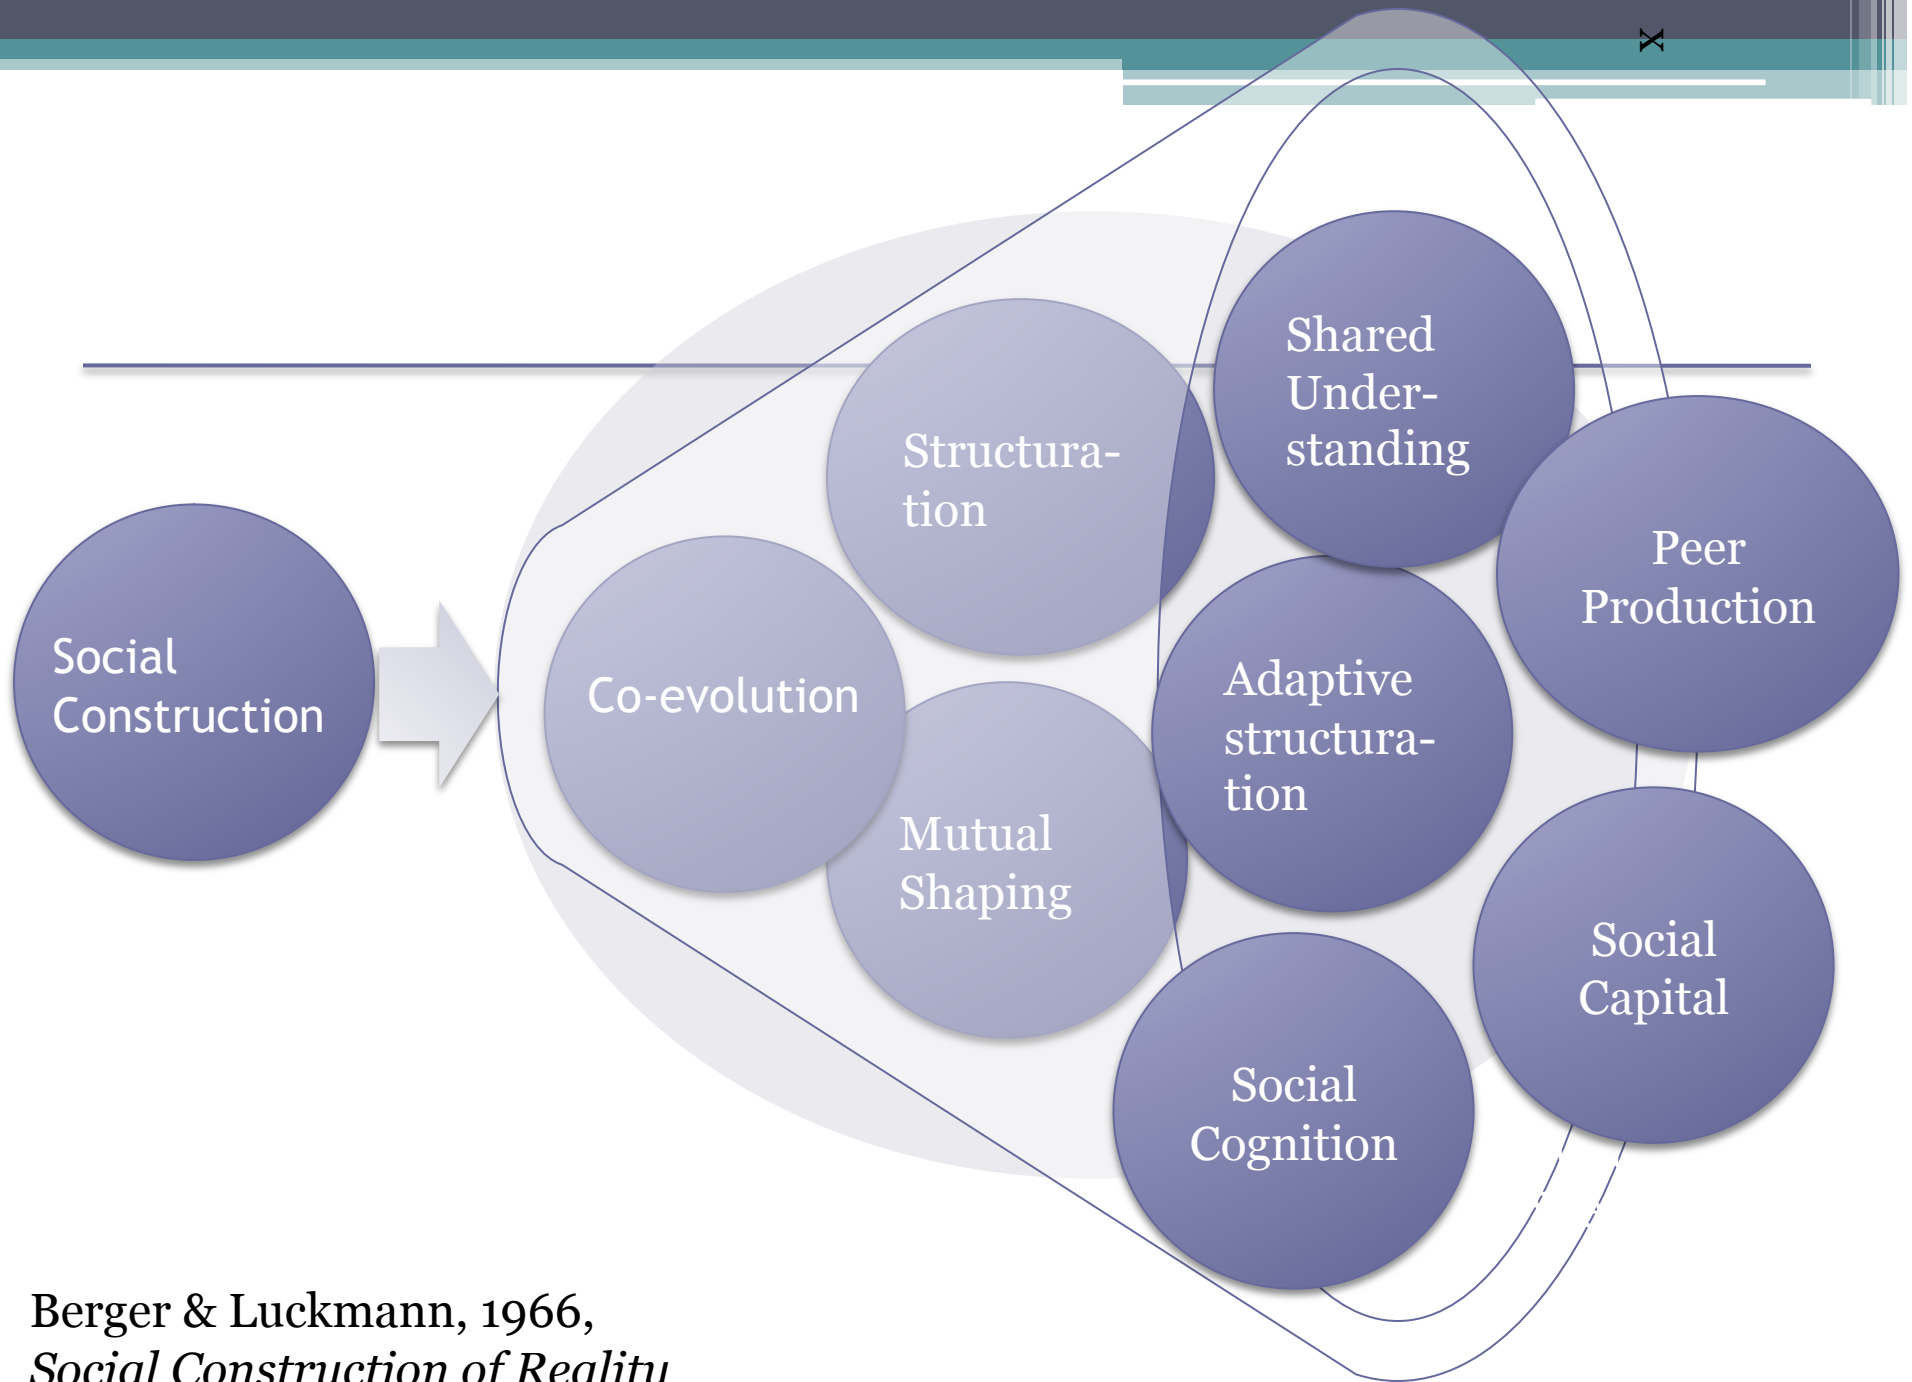 x
Shared
Under-
standing
Structura-
tion
Peer
Production
Social
Construction
Co-evolution
Adaptive
structura-
tion
Mutual
Shaping
Social
Capital
Social
Cognition
Berger & Luckmann, 1966,
Social Construction of Reality